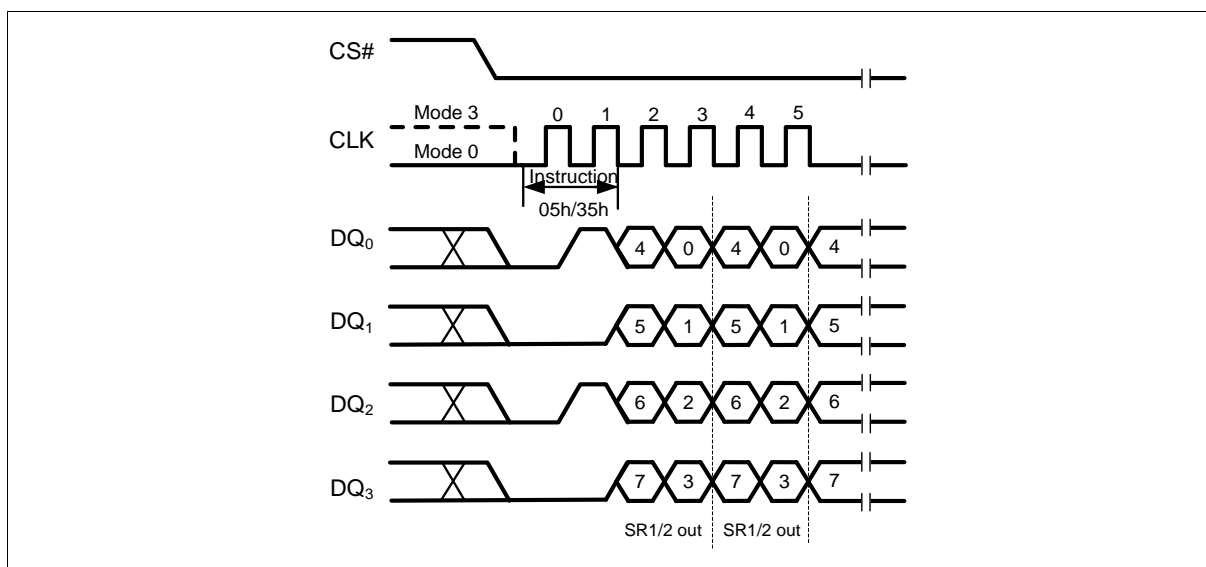 CS#
Mode 3
0 1 2 3 4 5
CLK
Mode 0
Instruction
05h/35h
DQ0 4 0 4 0 4
DQ1 5 1 5 1 5
DQ2 6 2 6 2 6
DQ3 7 3 7 3 7
SR1/2 out SR1/2 out